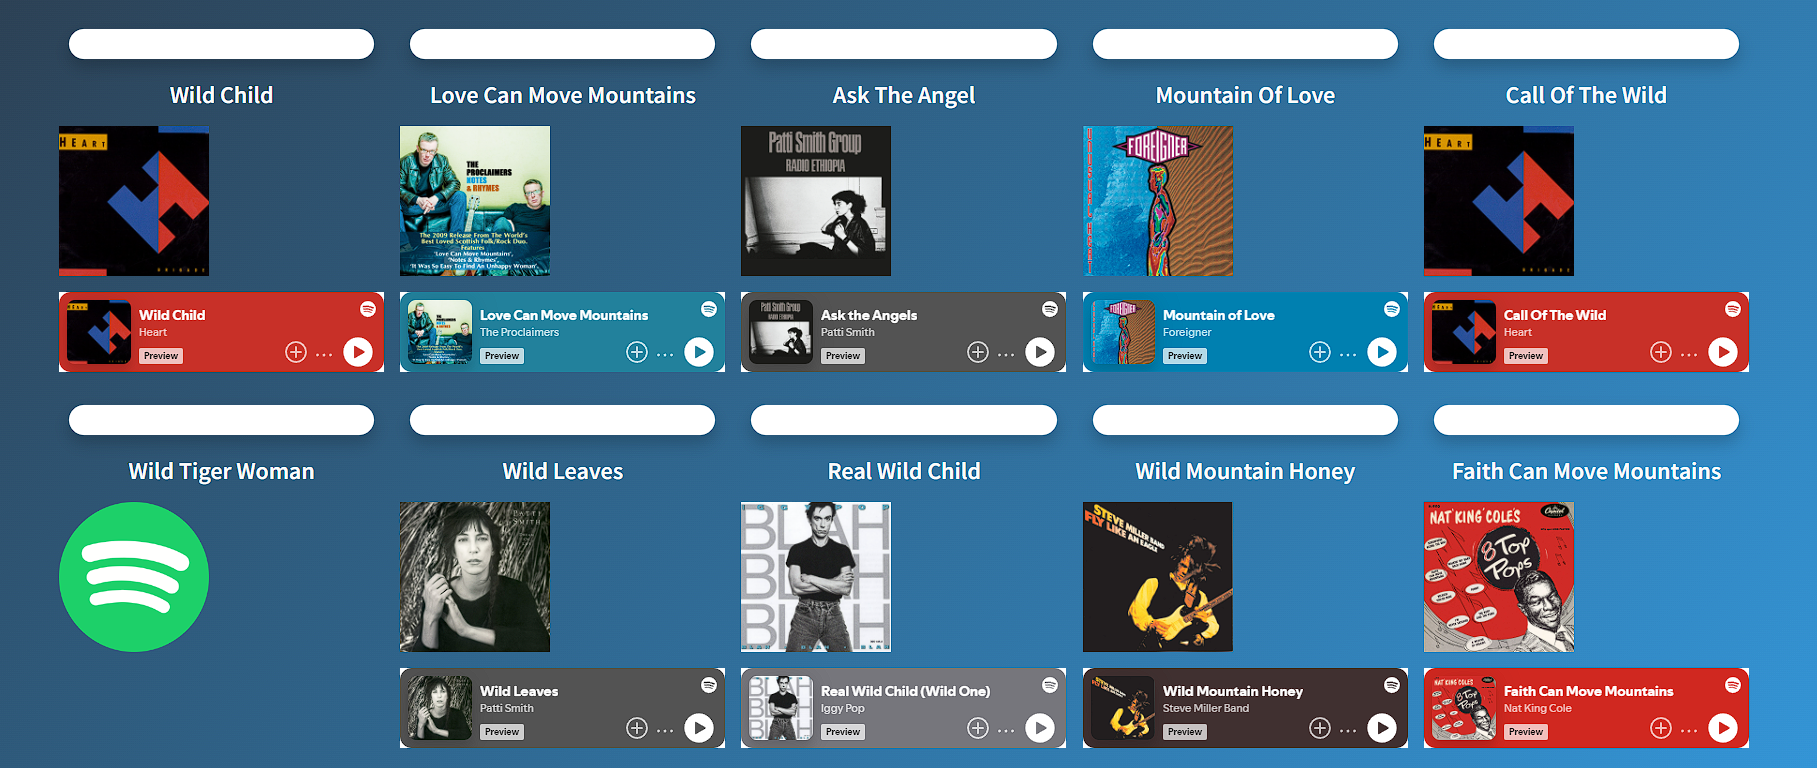 Wild Child
Love Can Move Mountains
Ask The Angel
Mountain Of Love
Call Of The Wild
HEART
BRIGADE
THE
PROCLAIMERS
NOTES
& RHYMES
The 2009 Release From The World's
Best Loved Scottish Folk/Rock Duo.
Features
'Love Can Move Mountains',
'Notes & Rhymes',
'It Was So Easy To Find An Unhappy Woman'.
Patti Smith Group
RADIO ETHIOPIA
FOREIGNER
HEART
BRIGADE
Wild Child
Heart
Preview
Love Can Move Mountains
The Proclaimers
Preview
Ask the Angels
Patti Smith
Preview
Mountain of Love
Foreigner
Preview
Call Of The Wild
Heart
Preview
Wild Tiger Woman
Wild Leaves
Real Wild Child
Wild Mountain Honey
Faith Can Move Mountains
PATTI
SMITH
IGGY POP
BLAH
BLAH
BLAH
STEVE MILLER BAND
FLY LIKE AN EAGLE
Capitol
NAT 'KING' COLE'S
8 Top
Pops
Wild Leaves
Patti Smith
Preview
Real Wild Child (Wild One)
Iggy Pop
Preview
Wild Mountain Honey
Steve Miller Band
Preview
Faith Can Move Mountains
Nat King Cole
Preview